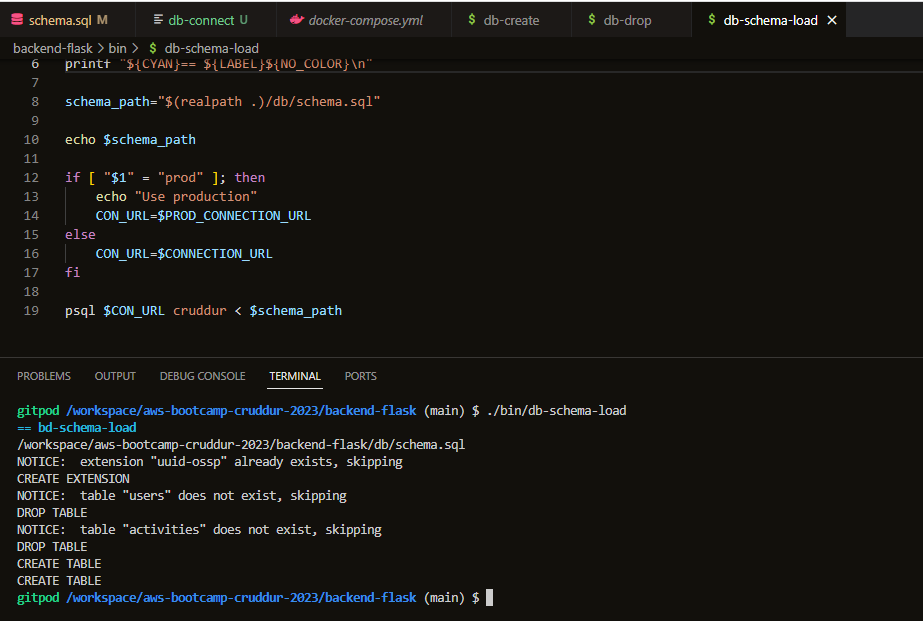 schema.sql M
db-connect U
docker-compose.yml
$ db-create
$ db-drop
$ db-schema-load
backend-flask > bin > $ db-schema-load
6 printf "${CYAN}== ${LABEL}${NO_COLOR}\n"
7
8 schema_path="$(realpath .)/db/schema.sql"
9
10 echo $schema_path
11
12 if [ "$1" = "prod" ]; then
13     echo "Use production"
14     CON_URL=$PROD_CONNECTION_URL
15 else
16     CON_URL=$CONNECTION_URL
17 fi
18
19 psql $CON_URL cruddur < $schema_path
PROBLEMS OUTPUT DEBUG CONSOLE TERMINAL PORTS
gitpod /workspace/aws-bootcamp-cruddur-2023/backend-flask (main) $ ./bin/db-schema-load
== bd-schema-load
/workspace/aws-bootcamp-cruddur-2023/backend-flask/db/schema.sql
NOTICE:  extension "uuid-ossp" already exists, skipping
CREATE EXTENSION
NOTICE:  table "users" does not exist, skipping
DROP TABLE
NOTICE:  table "activities" does not exist, skipping
DROP TABLE
CREATE TABLE
CREATE TABLE
gitpod /workspace/aws-bootcamp-cruddur-2023/backend-flask (main) $